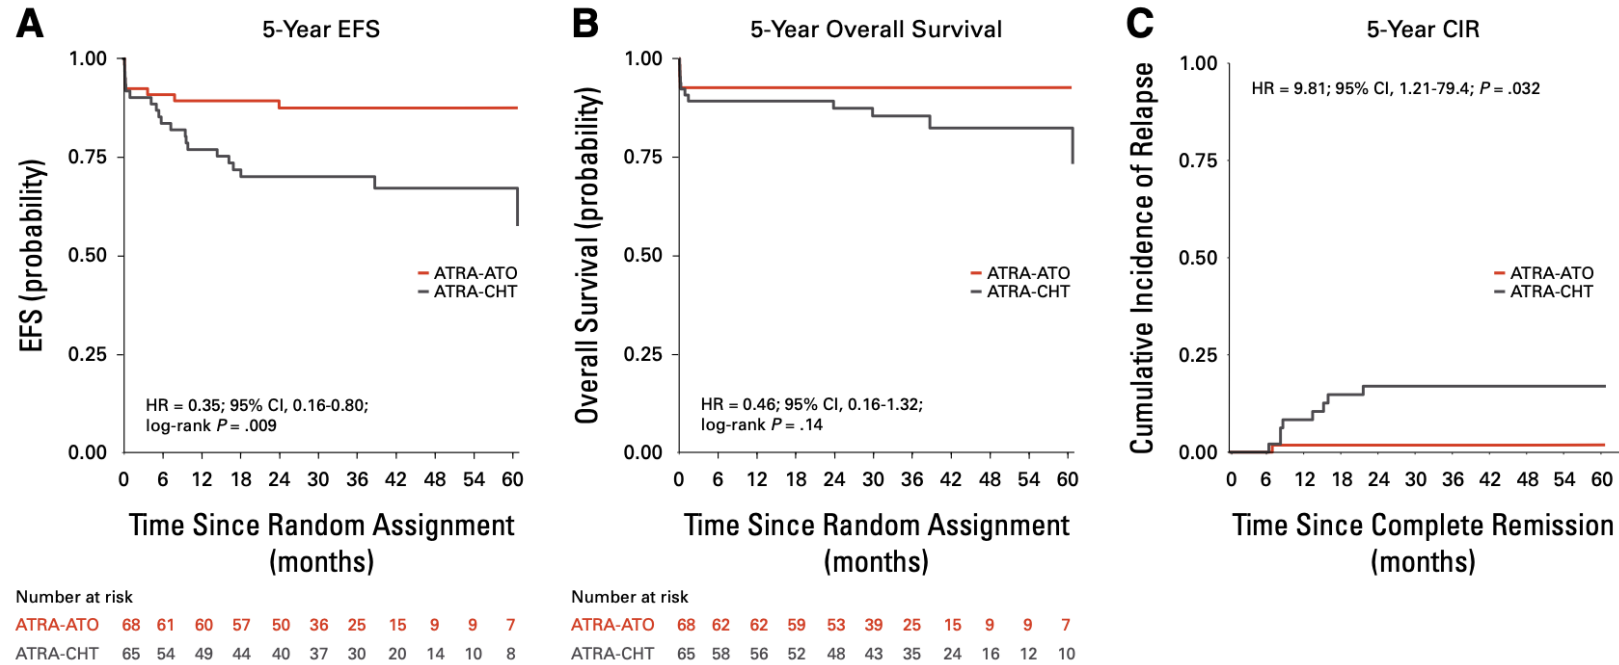 A
5-Year EFS
1.00
0.75
0.50
0.25
0.00
EFS (probability)
ATRA-ATO
ATRA-CHT
HR = 0.35; 95% CI, 0.16-0.80;
log-rank P = .009
0 6 12 18 24 30 36 42 48 54 60
Time Since Random Assignment
(months)
Number at risk
ATRA-ATO 68 61 60 57 50 36 25 15 9 9 7
ATRA-CHT 65 54 49 44 40 37 30 20 14 10 8
B
5-Year Overall Survival
1.00
0.75
0.50
0.25
0.00
Overall Survival (probability)
ATRA-ATO
ATRA-CHT
HR = 0.46; 95% CI, 0.16-1.32;
log-rank P = .14
0 6 12 18 24 30 36 42 48 54 60
Time Since Random Assignment
(months)
Number at risk
ATRA-ATO 68 62 62 59 53 39 25 15 9 9 7
ATRA-CHT 65 58 56 52 48 43 35 24 16 12 10
C
5-Year CIR
1.00
0.75
0.50
0.25
0.00
Cumulative Incidence of Relapse
HR = 9.81; 95% CI, 1.21-79.4; P = .032
ATRA-ATO
ATRA-CHT
0 6 12 18 24 30 36 42 48 54 60
Time Since Complete Remission
(months)